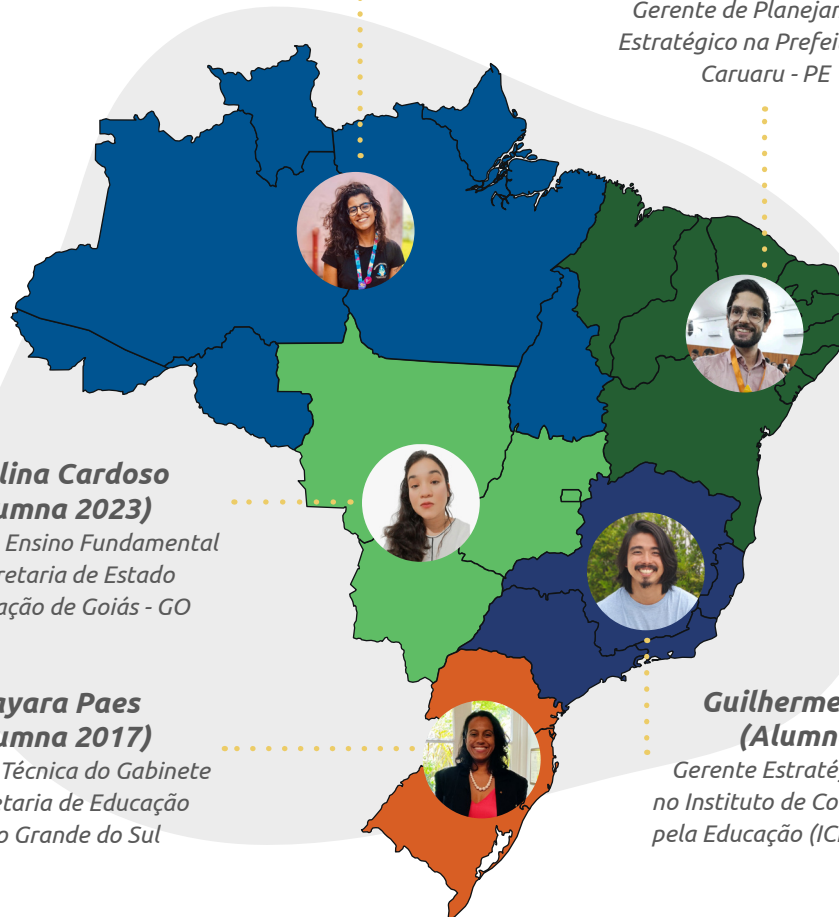 Gerente de Planejar
Estratégico na Prefei
Caruaru - PE
lina Cardoso
umna 2023)
Ensino Fundamental
retaria de Estado
ação de Goiás - GO
ayara Paes
umna 2017)
Técnica do Gabinete
etaria de Educação
o Grande do Sul
Guilherme
(Alumn
Gerente Estratég
no Instituto de Co
pela Educação (IC